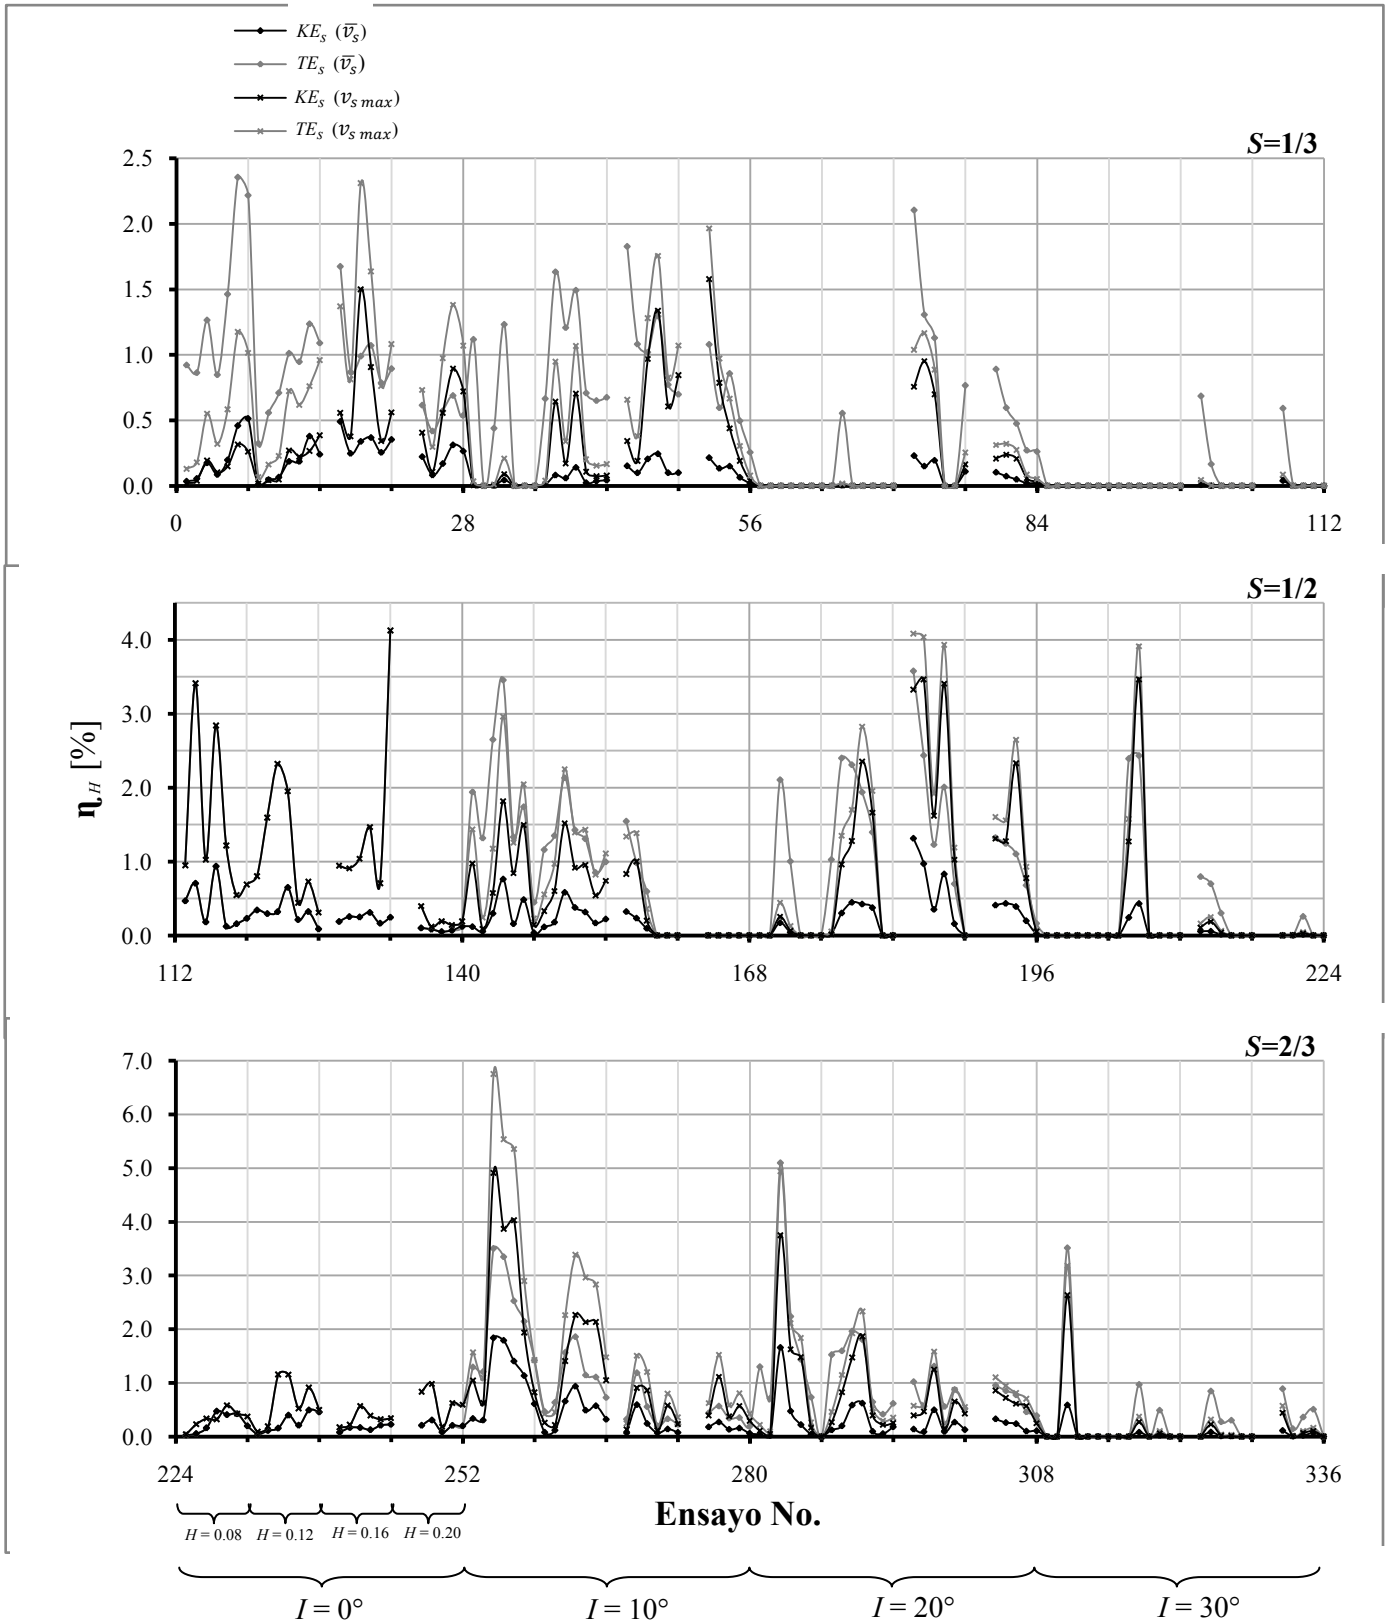 KEₛ (v̅ₛ)
TEₛ (v̅ₛ)
KEₛ (vₛ ₘₐₓ)
TEₛ (vₛ ₘₐₓ)
S=1/3
2.5
2.0
1.5
1.0
0.5
0.0
0 28 56 84 112
S=1/2
4.0
3.0
2.0
1.0
0.0
η_H [%]
112 140 168 196 224
S=2/3
7.0
6.0
5.0
4.0
3.0
2.0
1.0
0.0
224 252 280 308 336
Ensayo No.
H = 0.08 H = 0.12 H = 0.16 H = 0.20
I = 0° I = 10° I = 20° I = 30°